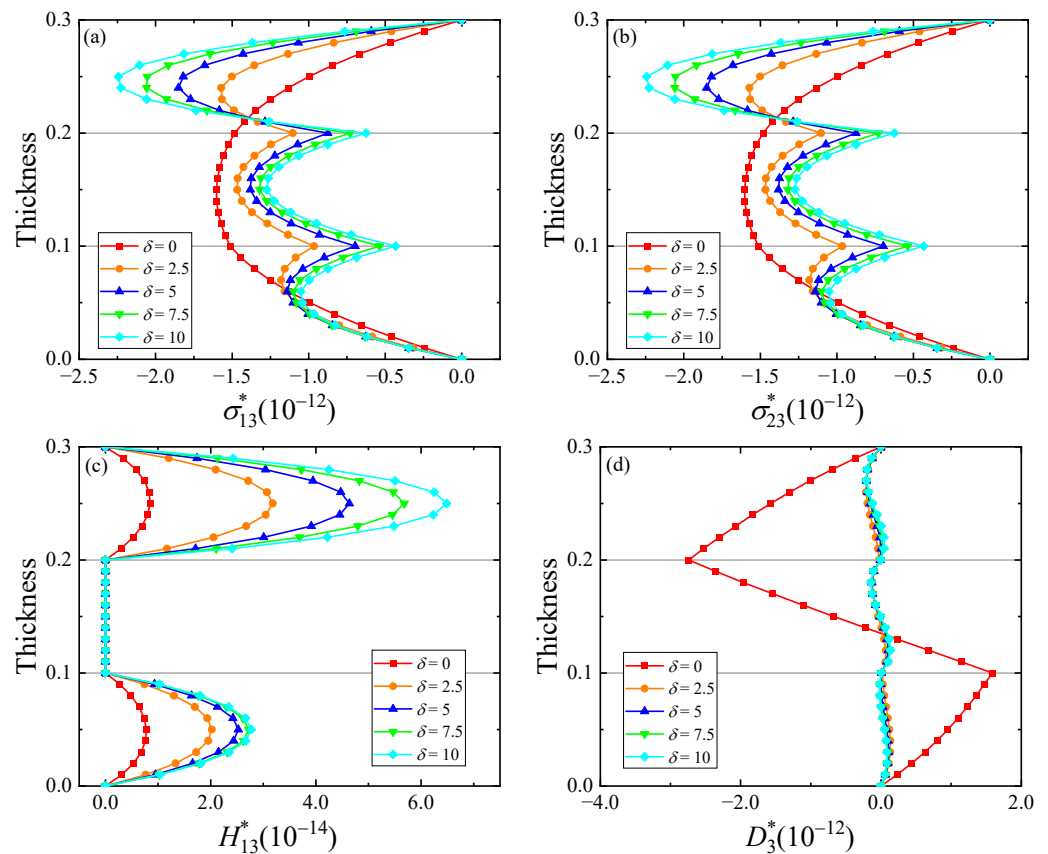 (a)
Thickness
0.3
0.2
0.1
0.0
δ = 0
δ = 2.5
δ = 5
δ = 7.5
δ = 10
−2.5 −2.0 −1.5 −1.0 −0.5 0.0
σ*13(10−12)
(b)
Thickness
0.3
0.2
0.1
0.0
δ = 0
δ = 2.5
δ = 5
δ = 7.5
δ = 10
−2.5 −2.0 −1.5 −1.0 −0.5 0.0
σ*23(10−12)
(c)
Thickness
0.3
0.2
0.1
0.0
δ = 0
δ = 2.5
δ = 5
δ = 7.5
δ = 10
0.0 2.0 4.0 6.0
H*13(10−14)
(d)
Thickness
0.3
0.2
0.1
0.0
δ = 0
δ = 2.5
δ = 5
δ = 7.5
δ = 10
−4.0 −2.0 0.0 2.0
D*3(10−12)